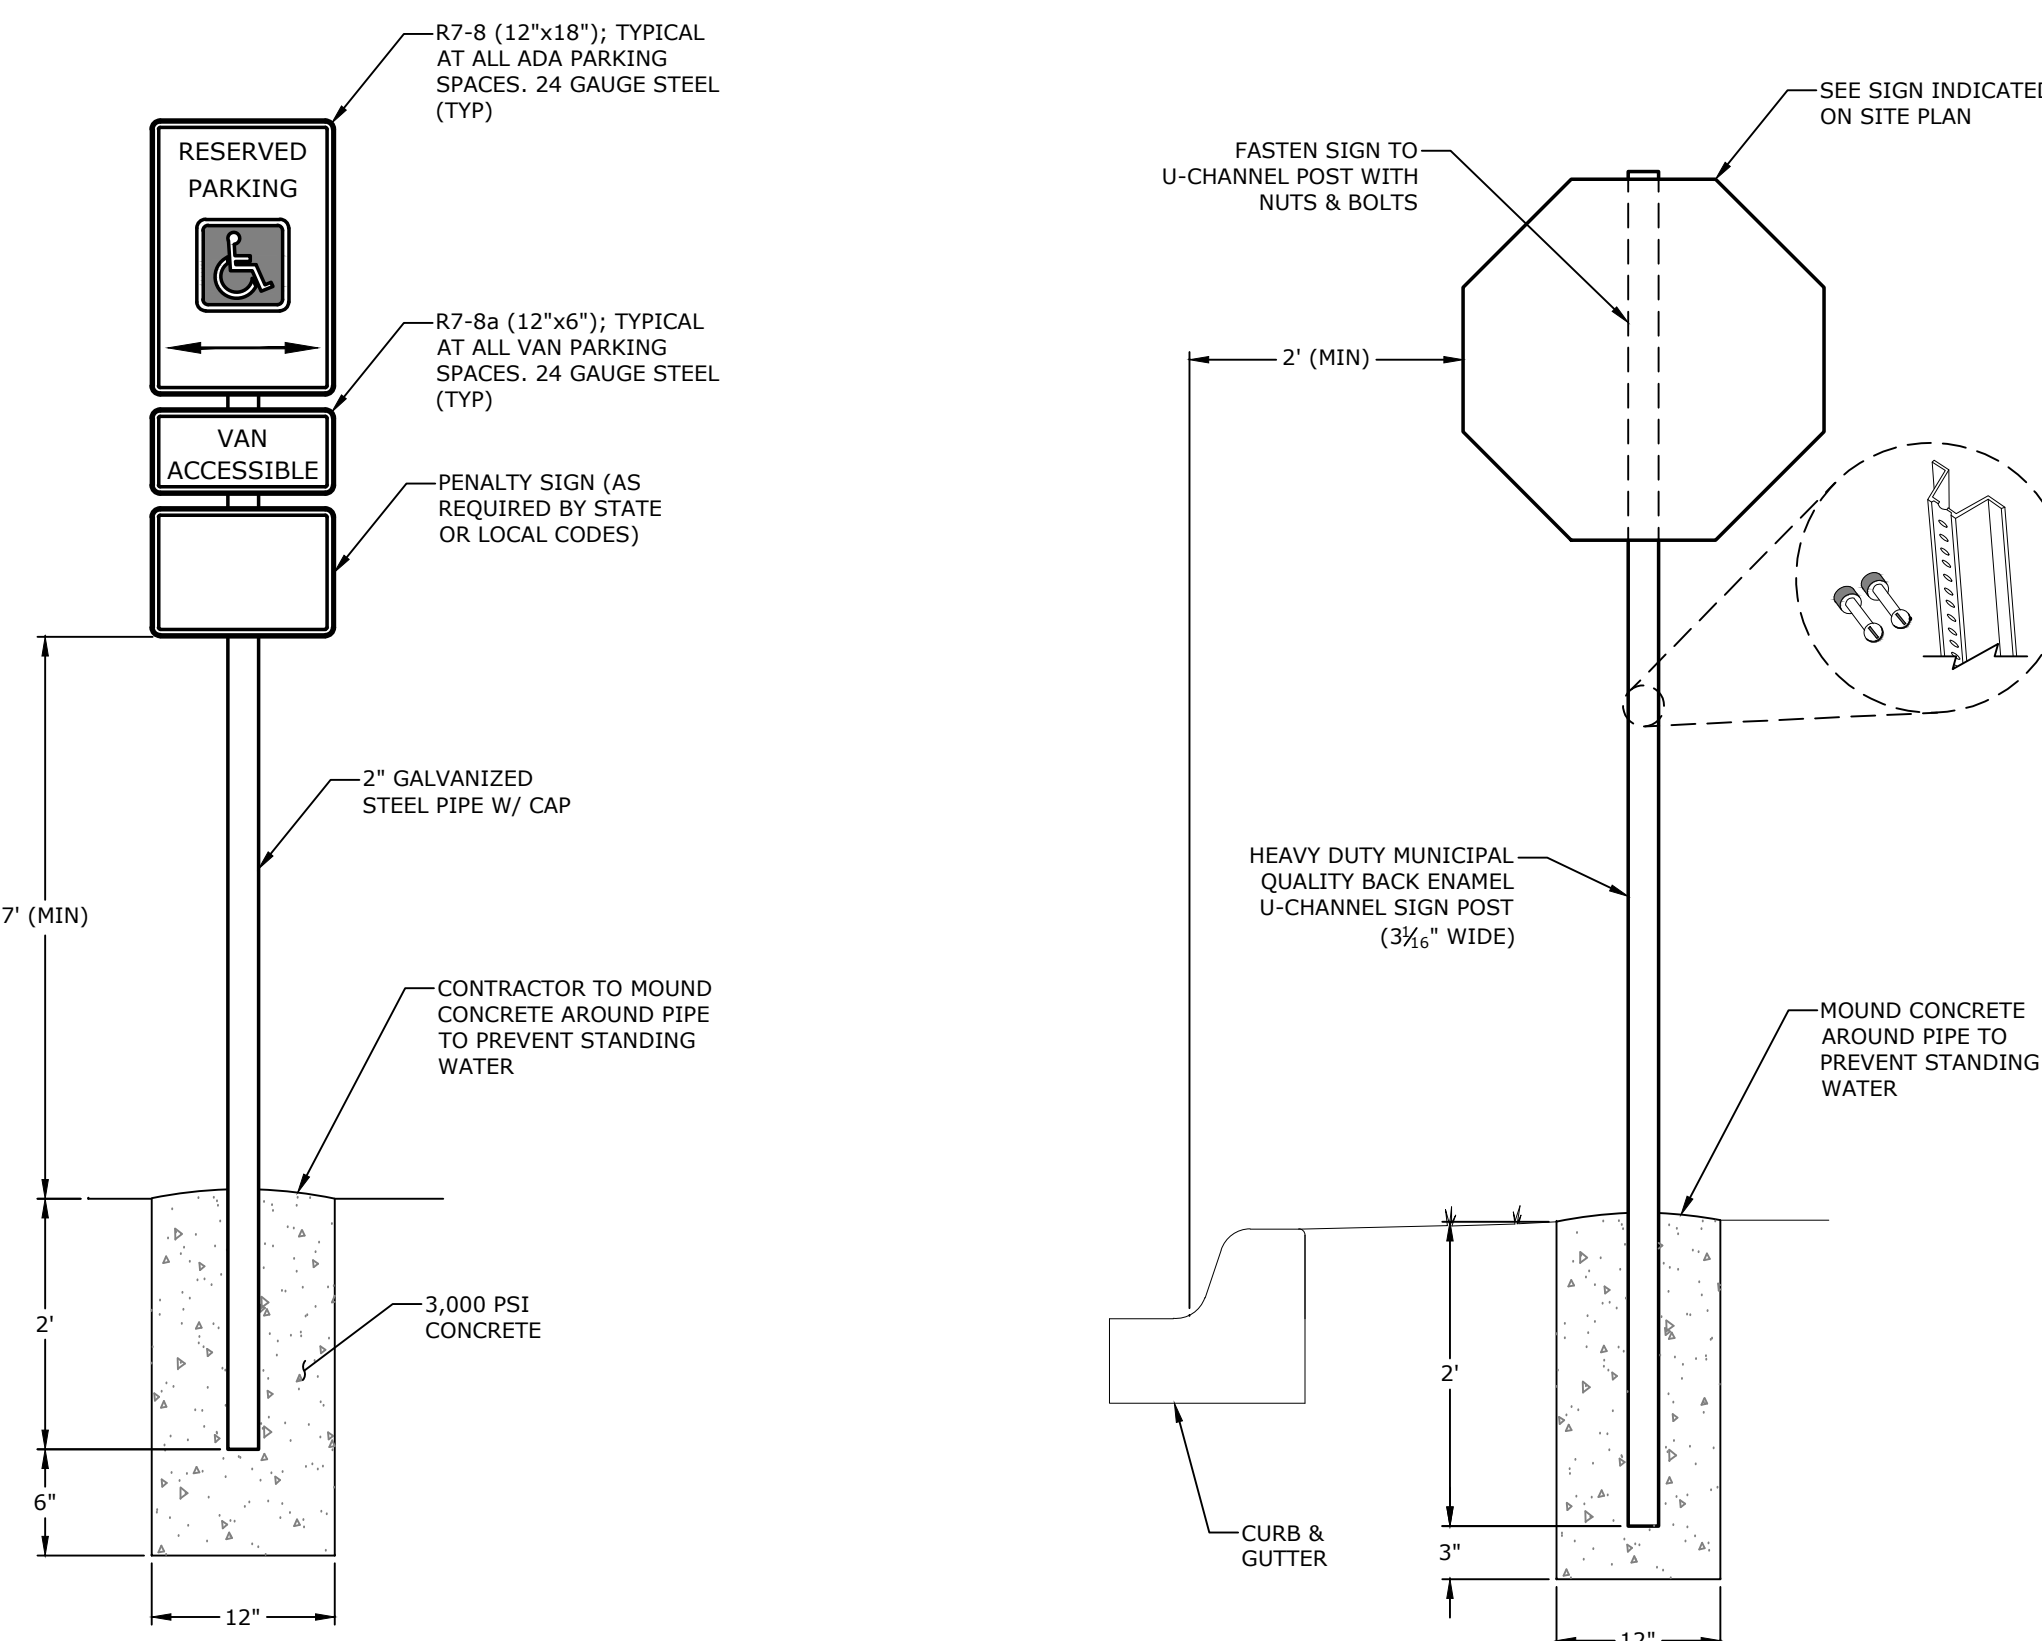 R7-8 (12"x18"); TYPICAL
AT ALL ADA PARKING
SPACES. 24 GAUGE STEEL
(TYP)
RESERVED
PARKING
R7-8a (12"x6"); TYPICAL
AT ALL VAN PARKING
SPACES. 24 GAUGE STEEL
(TYP)
VAN
ACCESSIBLE
PENALTY SIGN (AS
REQUIRED BY STATE
OR LOCAL CODES)
2" GALVANIZED
STEEL PIPE W/ CAP
7' (MIN)
CONTRACTOR TO MOUND
CONCRETE AROUND PIPE
TO PREVENT STANDING
WATER
3,000 PSI
CONCRETE
2'
6"
12"
SEE SIGN INDICATED
ON SITE PLAN
FASTEN SIGN TO
U-CHANNEL POST WITH
NUTS & BOLTS
2' (MIN)
HEAVY DUTY MUNICIPAL
QUALITY BACK ENAMEL
U-CHANNEL SIGN POST
(3 1/16" WIDE)
MOUND CONCRETE
AROUND PIPE TO
PREVENT STANDING
WATER
2'
CURB &
GUTTER
3"
12"